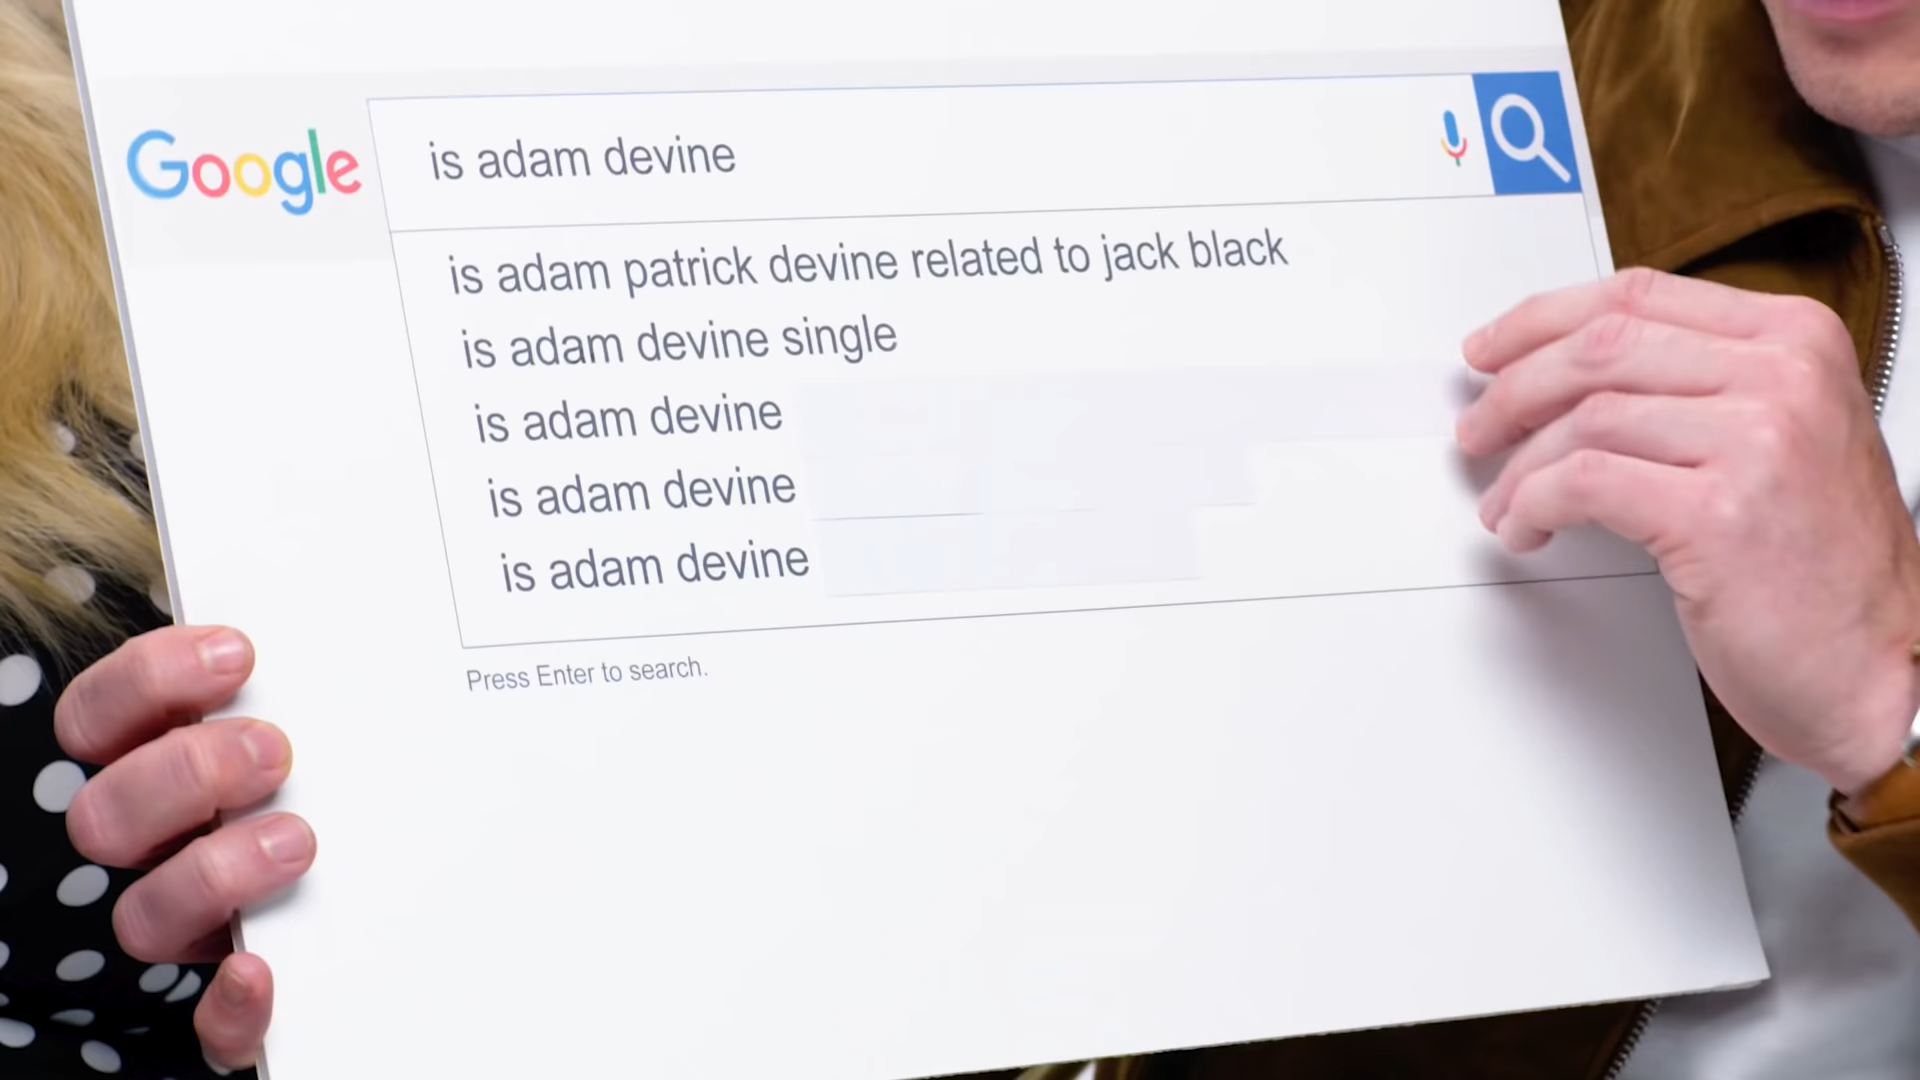 Google
is adam devine
is adam patrick devine related to jack black
is adam devine single
is adam devine
is adam devine
is adam devine
Press Enter to search.